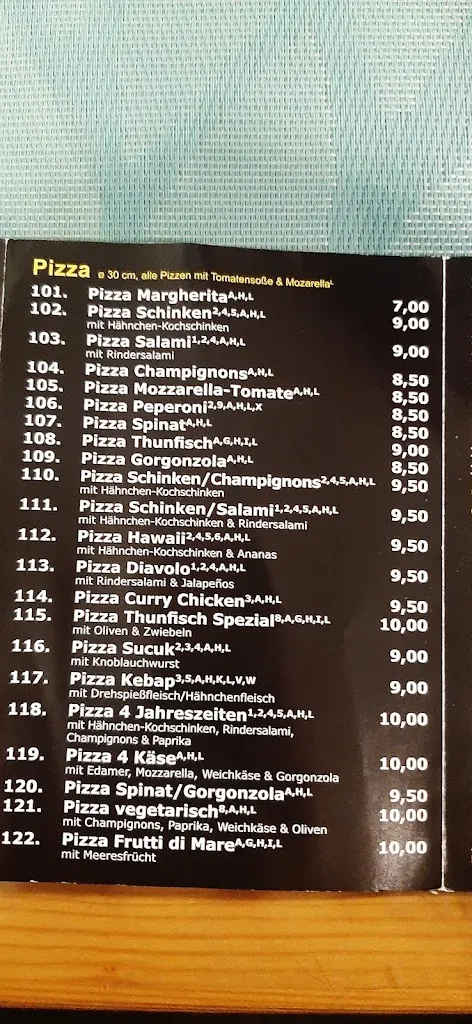 Pizza ø 30 cm, alle Pizzen mit Tomatensoße & Mozarella^L
101. Pizza Margherita^A,H,L 7,00
102. Pizza Schinken^2,4,5,A,H,L 9,00
mit Hähnchen-Kochschinken
103. Pizza Salami^1,2,4,A,H,L 9,00
mit Rindersalami
104. Pizza Champignons^A,H,L 8,50
105. Pizza Mozzarella-Tomate^A,H,L 8,50
106. Pizza Peperoni^2,9,A,H,L,X 8,50
107. Pizza Spinat^A,H,L 8,50
108. Pizza Thunfisch^A,G,H,I,L 9,00
109. Pizza Gorgonzola^A,H,L 8,50
110. Pizza Schinken/Champignons^2,4,5,A,H,L 9,50
mit Hähnchen-Kochschinken
111. Pizza Schinken/Salami^1,2,4,5,A,H,L 9,50
mit Hähnchen-Kochschinken & Rindersalami
112. Pizza Hawaii^2,4,5,6,A,H,L 9,50
mit Hähnchen-Kochschinken & Ananas
113. Pizza Diavolo^1,2,4,A,H,L 9,50
mit Rindersalami & Jalapeños
114. Pizza Curry Chicken^3,A,H,L 9,50
115. Pizza Thunfisch Spezial^8,A,G,H,I,L 10,00
mit Oliven & Zwiebeln
116. Pizza Sucuk^2,3,4,A,H,L 9,00
mit Knoblauchwurst
117. Pizza Kebap^3,5,A,H,K,L,V,W 9,00
mit Drehspießfleisch/Hähnchenfleisch
118. Pizza 4 Jahreszeiten^1,2,4,5,A,H,L 10,00
mit Hähnchen-Kochschinken, Rindersalami,
Champignons & Paprika
119. Pizza 4 Käse^A,H,L 10,00
mit Edamer, Mozzarella, Weichkäse & Gorgonzola
120. Pizza Spinat/Gorgonzola^A,H,L 9,50
121. Pizza vegetarisch^8,A,H,L 10,00
mit Champignons, Paprika, Weichkäse & Oliven
122. Pizza Frutti di Mare^A,G,H,I,L 10,00
mit Meeresfrücht